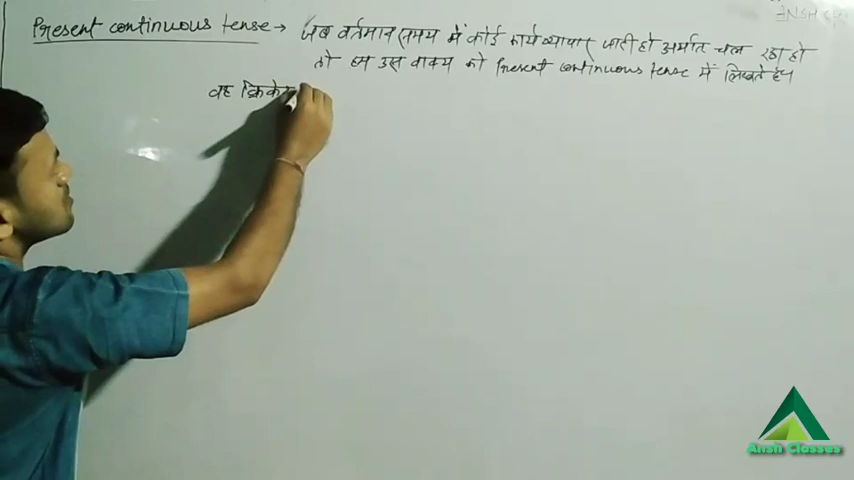 Present continuous tense → जब वर्तमान समय में कोई कार्य व्यापार जारी हो अर्थात चल रहा हो
तो हम उस वाक्य को Present continuous tense में लिखते हैं।
वह क्रिकेट
Ansh Classes